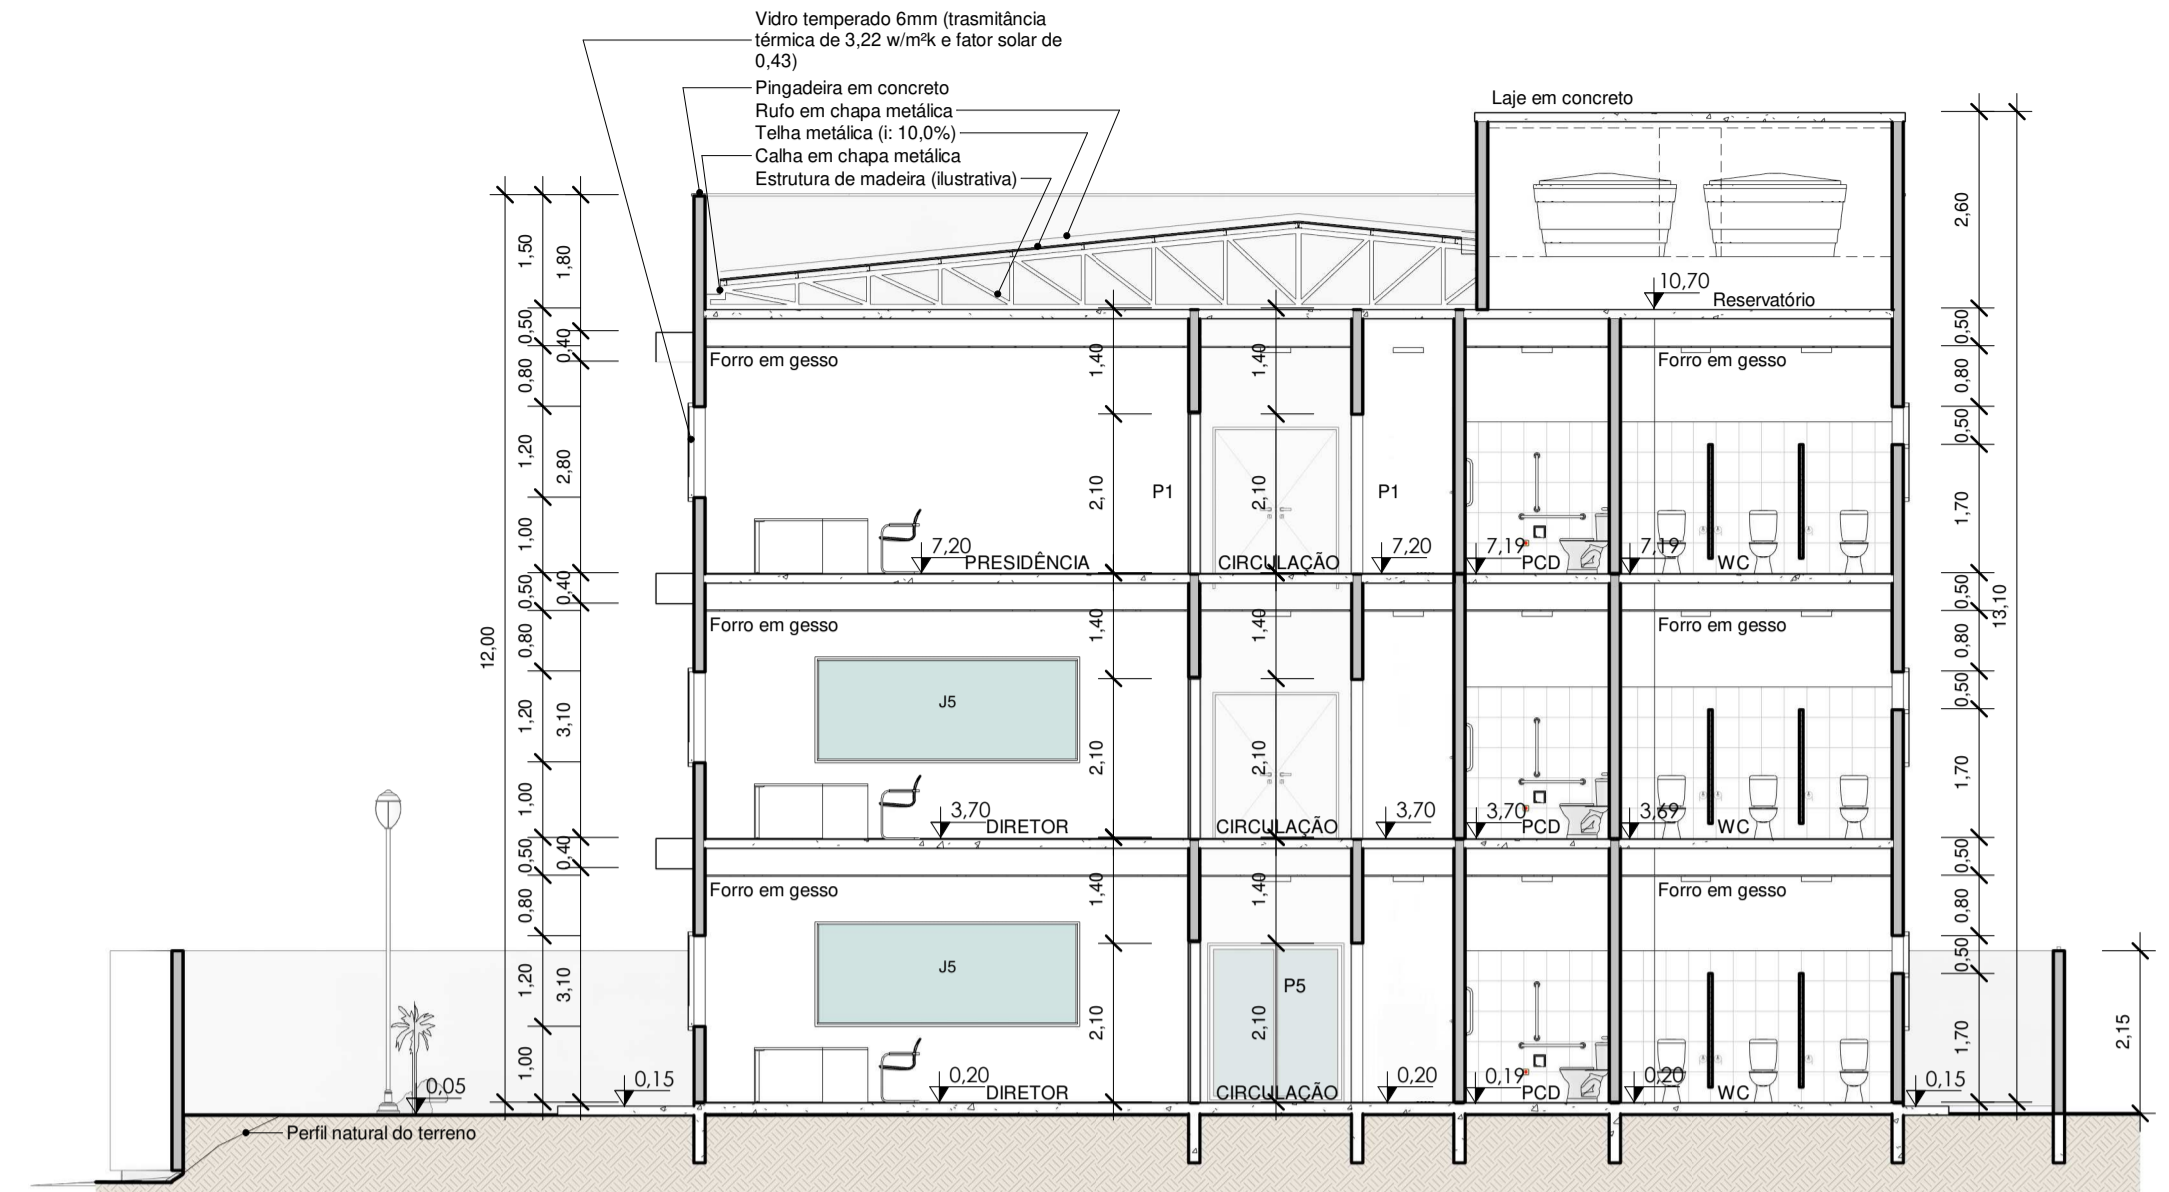 Vidro temperado 6mm (trasmitância
térmica de 3,22 w/m²k e fator solar de
0,43)
Pingadeira em concreto
Rufo em chapa metálica
Telha metálica (i: 10,0%)
Calha em chapa metálica
Estrutura de madeira (ilustrativa)
Laje em concreto
1,50
1,80
2,60
10,70
Reservatório
0,50
0,40
0,80
Forro em gesso
1,40
1,40
Forro em gesso
0,50
0,80
0,50
1,20
2,80
2,10
P1
2,10
P1
1,70
1,00
7,20
PRESIDÊNCIA
CIRCULAÇÃO
7,20
7,19
PCD
7,19
WC
0,50
0,40
0,80
12,00
Forro em gesso
1,40
1,40
Forro em gesso
0,50
13,10
0,80
0,50
J5
1,20
3,10
2,10
2,10
1,70
1,00
3,70
DIRETOR
CIRCULAÇÃO
3,70
3,70
PCD
3,69
WC
0,50
0,40
0,80
Forro em gesso
1,40
1,40
Forro em gesso
0,50
0,80
0,50
J5
P5
1,20
3,10
2,10
2,10
1,70
2,15
1,00
0,05
0,15
0,20
DIRETOR
CIRCULAÇÃO
0,20
0,19
PCD
0,20
WC
0,15
Perfil natural do terreno